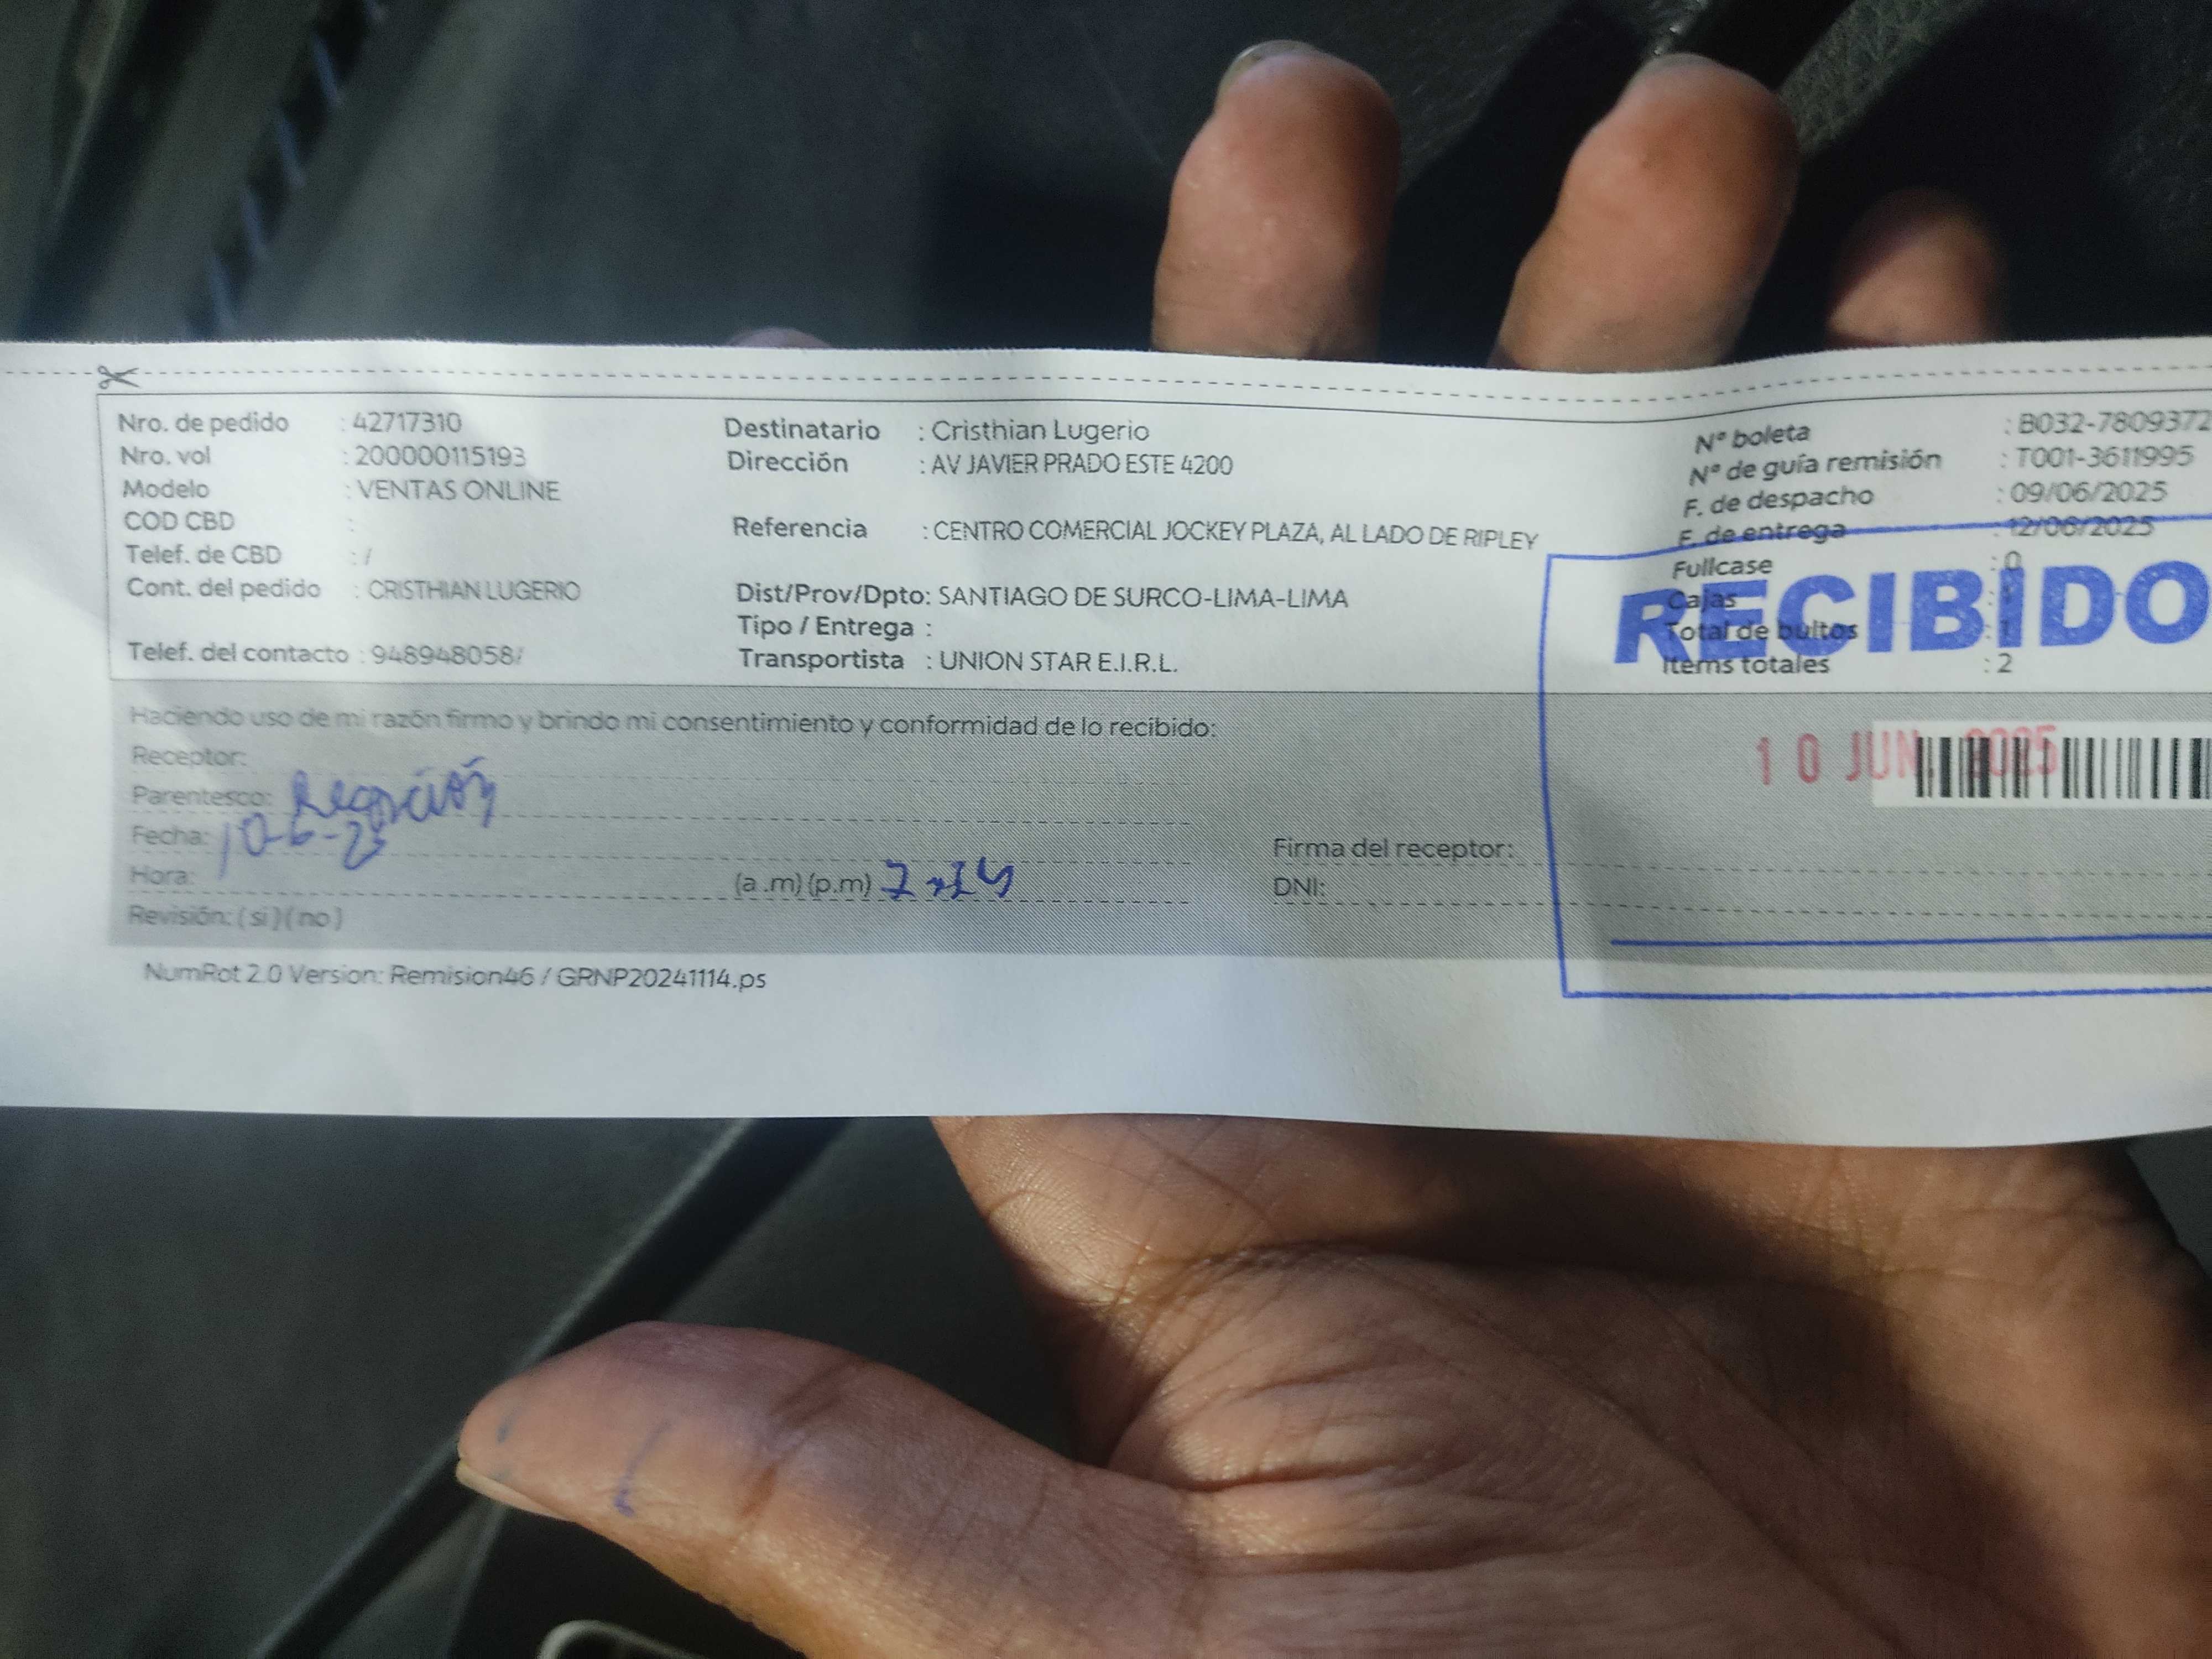 Nro. de pedido : 42717310
Nro. vol : 200000115193
Modelo : VENTAS ONLINE
COD CBD :
Telef. de CBD : /
Cont. del pedido : CRISTHIAN LUGERIO
Telef. del contacto : 948948058/
Destinatario : Cristhian Lugerio
Dirección : AV JAVIER PRADO ESTE 4200
Referencia : CENTRO COMERCIAL JOCKEY PLAZA, AL LADO DE RIPLEY
Dist/Prov/Dpto: SANTIAGO DE SURCO-LIMA-LIMA
Tipo / Entrega :
Transportista : UNION STAR E.I.R.L.
N° boleta : B032-7809372
N° de guía remisión : T001-3611995
F. de despacho : 09/06/2025
F. de entrega : 12/06/2025
Fullcase : 0
Cajas :
Total de bultos : 1
Items totales : 2
RECIBIDO
10 JUN. 2025
Haciendo uso de mi razón firmo y brindo mi consentimiento y conformidad de lo recibido:
Receptor:
Parentesco: Recepción
Fecha: 10-6-25
Hora: (a.m) (p.m)
Revisión: ( si ) ( no )
Firma del receptor:
DNI:
NumRot 2.0 Version: Remision46 / GRNP20241114.ps